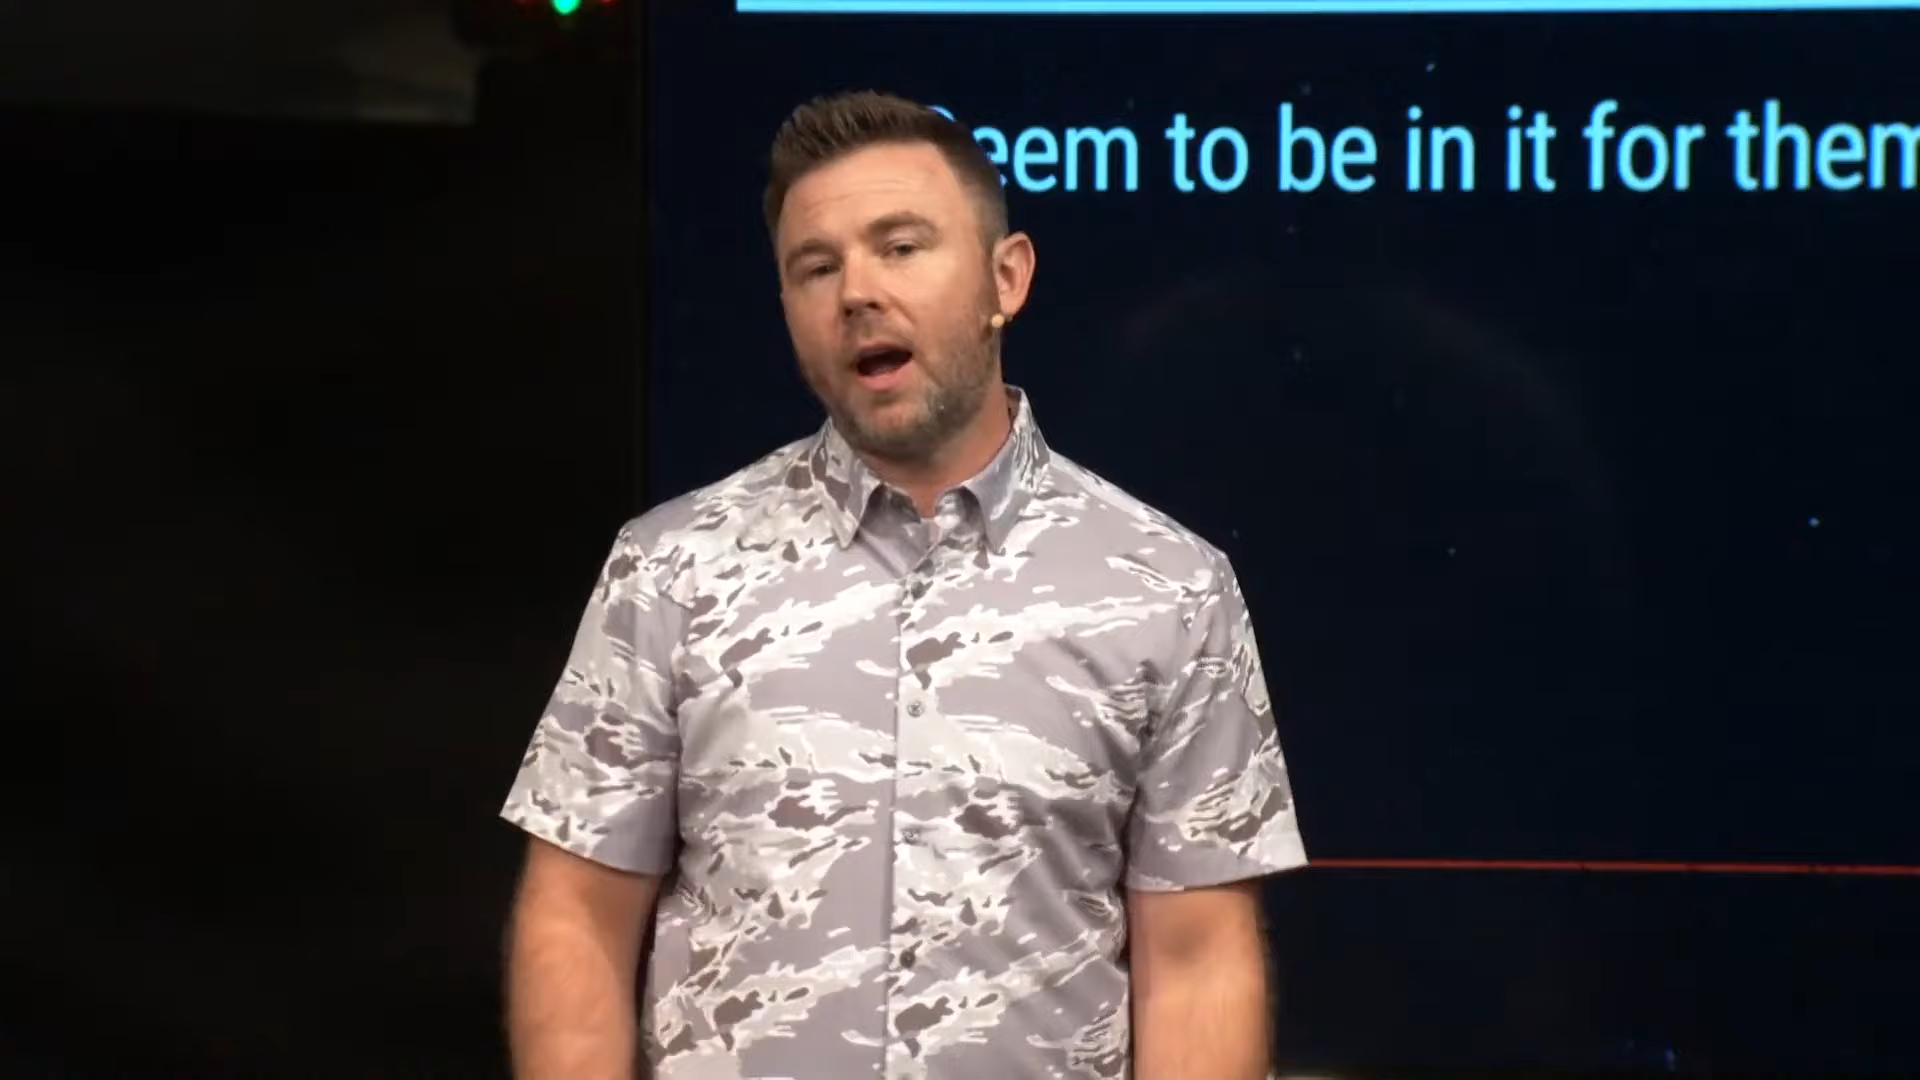 eem to be in it for them